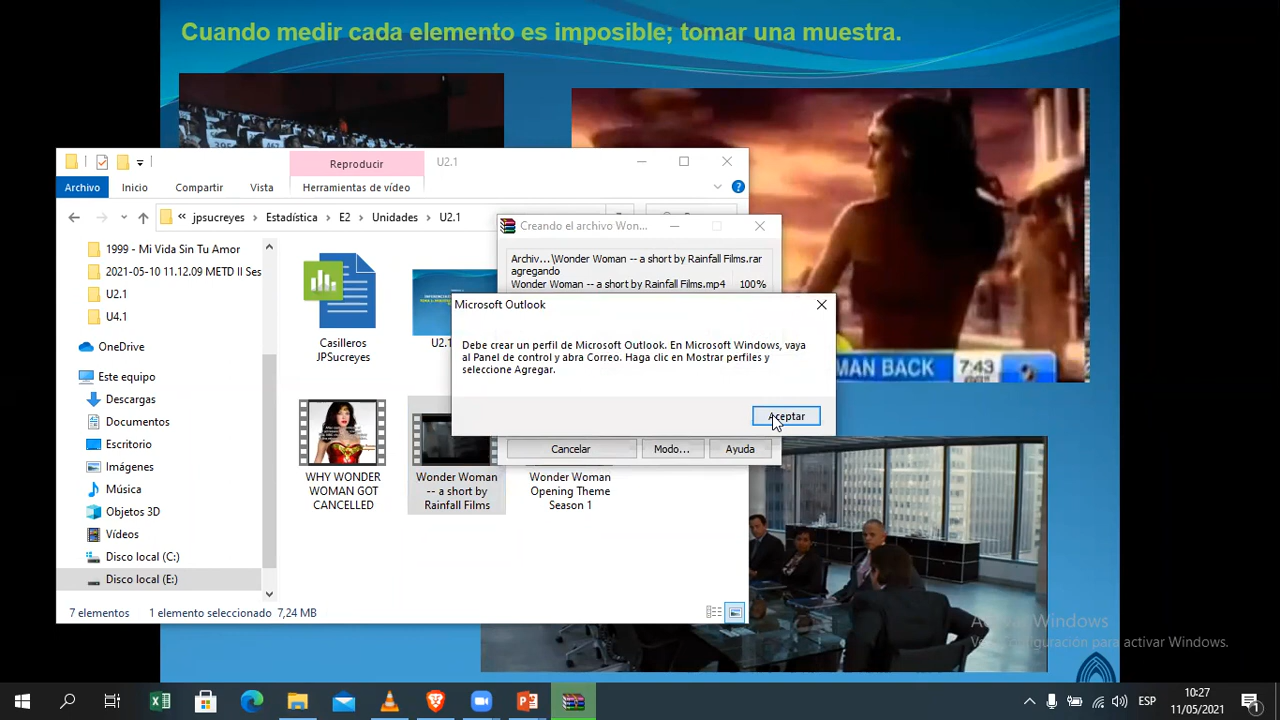 Cuando medir cada elemento es imposible; tomar una muestra.
Reproducir
U2.1
Archivo
Inicio
Compartir
Vista
Herramientas de vídeo
« jpsucreyes > Estadística > E2 > Unidades > U2.1
1999 - Mi Vida Sin Tu Amor
2021-05-10 11.12.09 METD II Ses
U2.1
U4.1
OneDrive
Este equipo
Descargas
Documentos
Escritorio
Imágenes
Música
Objetos 3D
Vídeos
Disco local (C:)
Disco local (E:)
Casilleros
JPSucreyes
U2.1
WHY WONDER
WOMAN GOT
CANCELLED
Wonder Woman
-- a short by
Rainfall Films
Wonder Woman
Opening Theme
Season 1
7 elementos
1 elemento seleccionado 7,24 MB
Creando el archivo Won...
Archiv...\Wonder Woman -- a short by Rainfall Films.rar
agregando
Wonder Woman -- a short by Rainfall Films.mp4 100%
Microsoft Outlook
Debe crear un perfil de Microsoft Outlook. En Microsoft Windows, vaya
al Panel de control y abra Correo. Haga clic en Mostrar perfiles y
seleccione Agregar.
Aceptar
Cancelar
Modo...
Ayuda
MAN BACK
7:43
Windows
configuración para activar Windows.
ESP
10:27
11/05/2021
1